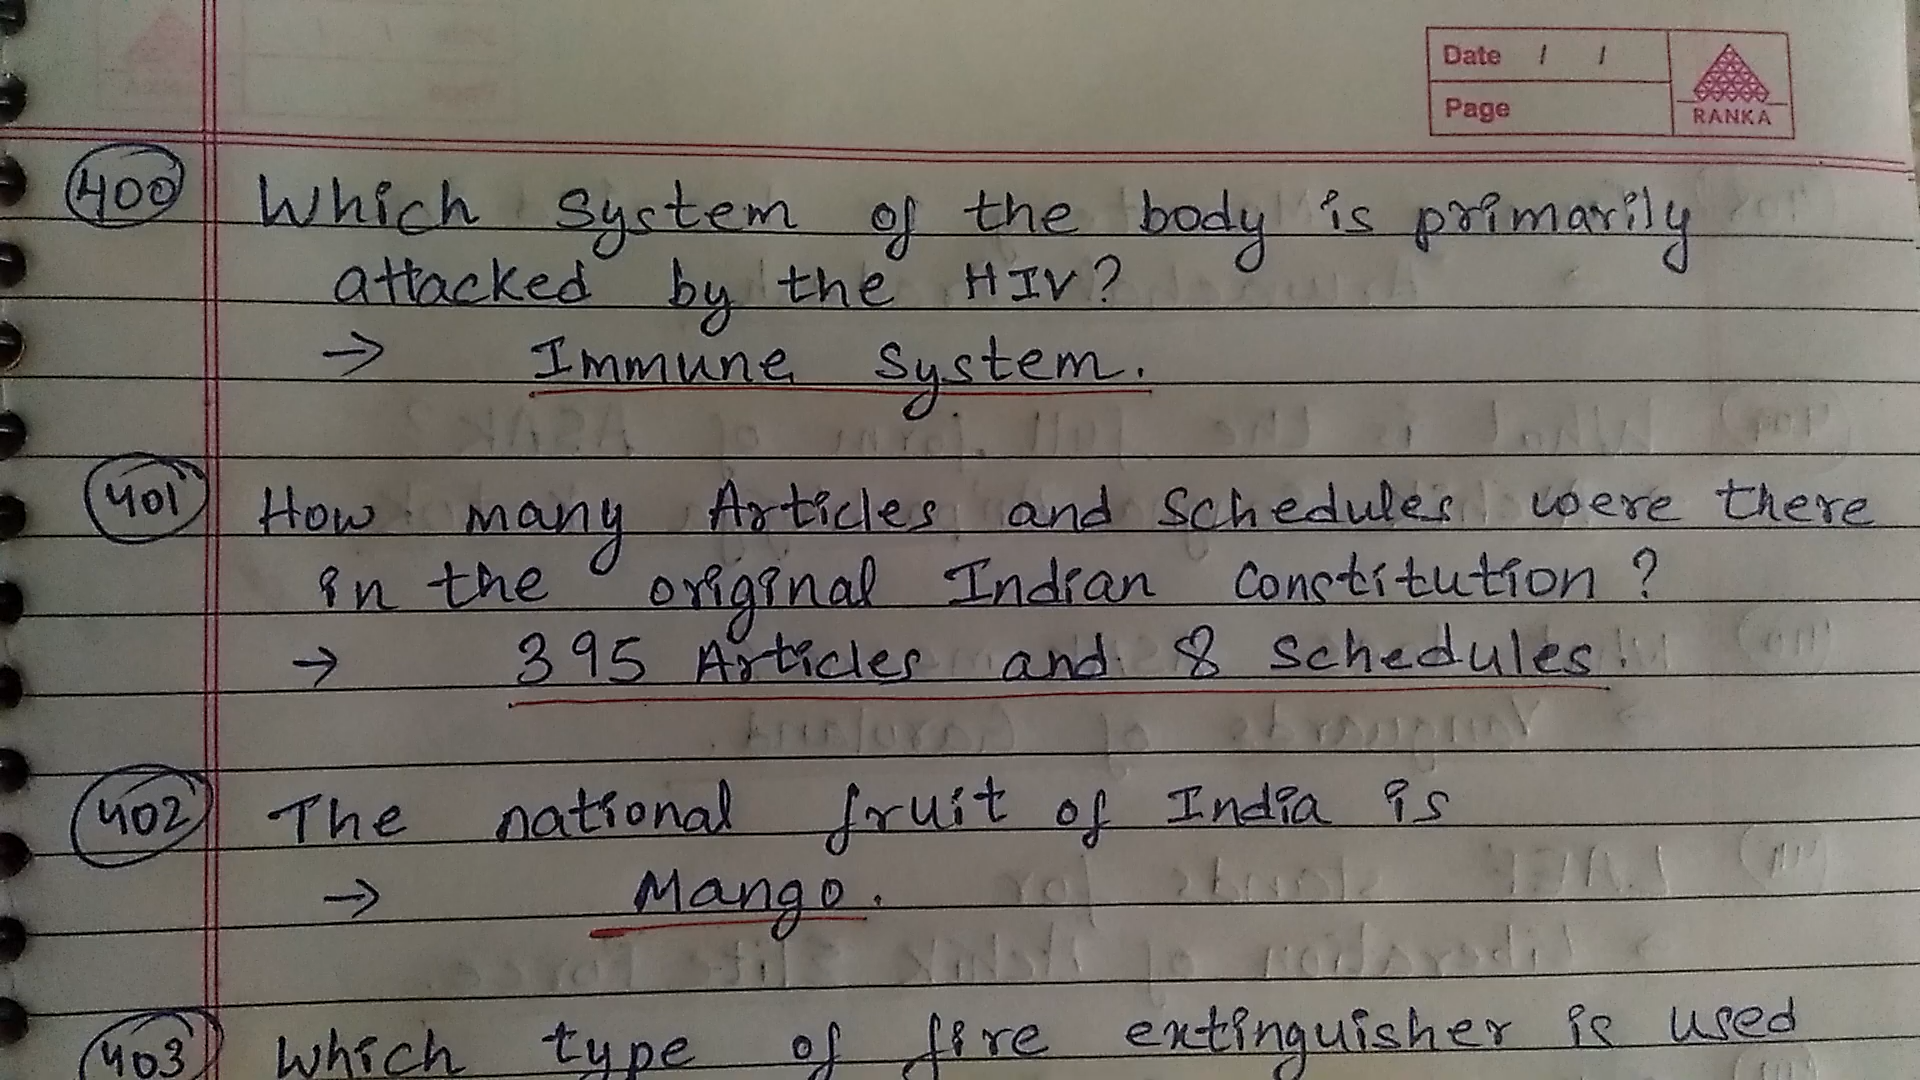 Date / /
Page
RANKA
400 Which system of the body is primarily
attacked by the HIV?
→ Immune system.
401 How many Articles and Schedules were there
in the original Indian Constitution?
→ 395 Articles and 8 Schedules.
402 The national fruit of India is
→ Mango.
403 Which type of fire extinguisher is used